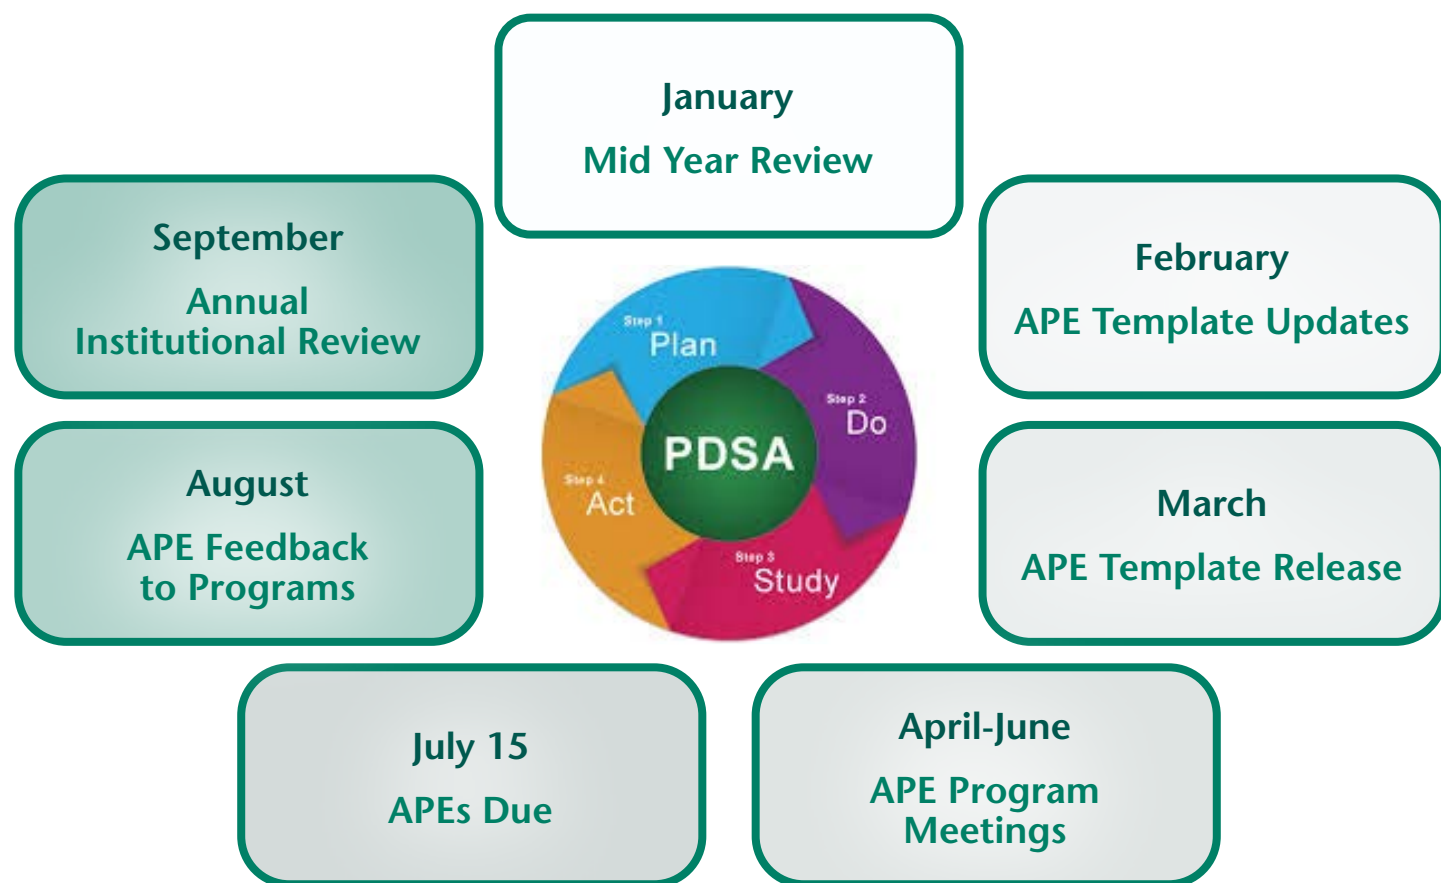 January
Mid Year Review
February
APE Template Updates
March
APE Template Release
April-June
APE Program
Meetings
July 15
APEs Due
August
APE Feedback
to Programs
September
Annual
Institutional Review
Step 1
Plan
Step 2
Do
Step 3
Study
Step 4
Act
PDSA